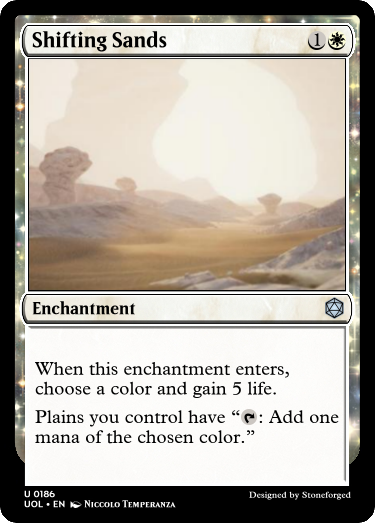 Shifting Sands 1
Enchantment
When this enchantment enters,
choose a color and gain 5 life.
Plains you control have “: Add one
mana of the chosen color.”
U 0186
UOL • EN Niccolo Temperanza
Designed by Stoneforged